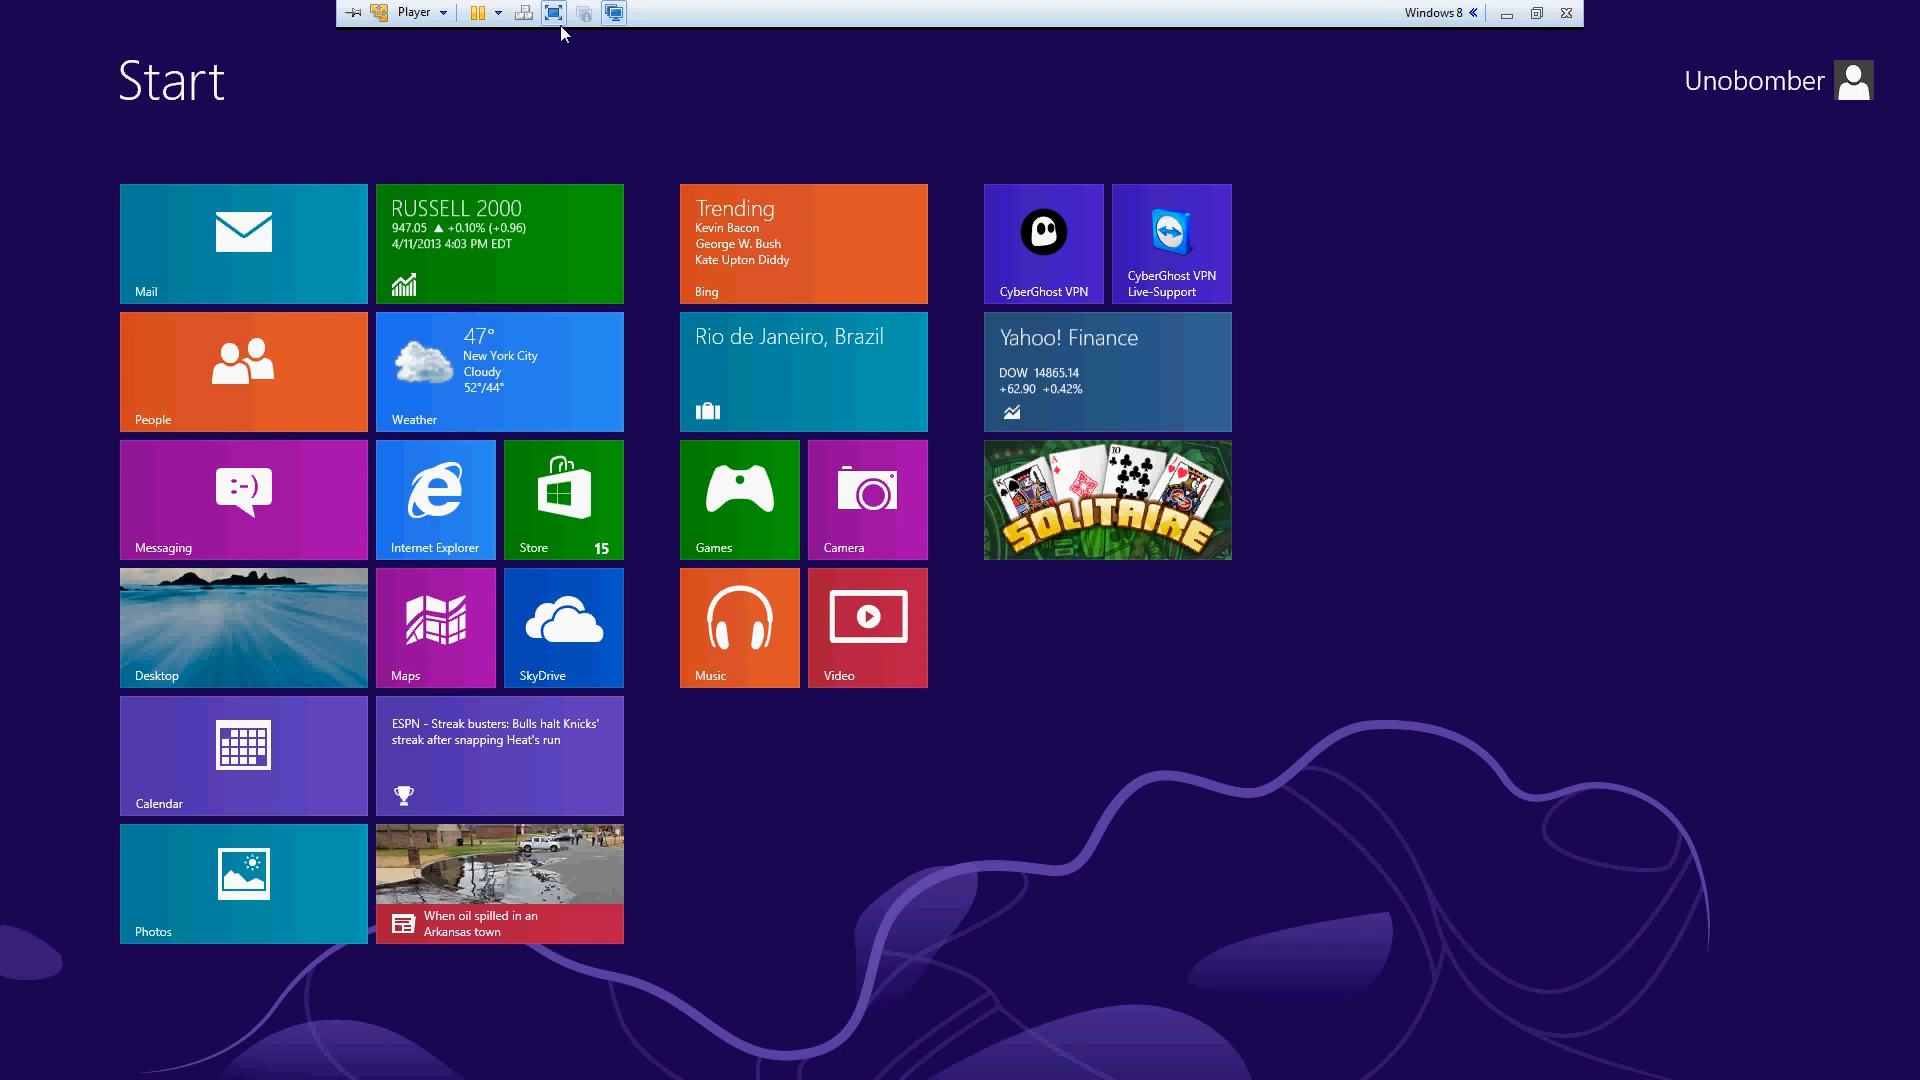 Player
Windows 8
Start
Unobomber
Mail
RUSSELL 2000
947.05 ▲ +0.10% (+0.96)
4/11/2013 4:03 PM EDT
Trending
Kevin Bacon
George W. Bush
Kate Upton Diddy
Bing
CyberGhost VPN
CyberGhost VPN
Live-Support
People
47°
New York City
Cloudy
52°/44°
Weather
Rio de Janeiro, Brazil
Yahoo! Finance
DOW 14865.14
+62.90 +0.42%
Messaging
:-)
Internet Explorer
Store 15
Games
Camera
K
A
10
J
SOLITAIRE
Desktop
Maps
SkyDrive
Music
Video
Calendar
ESPN - Streak busters: Bulls halt Knicks'
streak after snapping Heat's run
Photos
When oil spilled in an
Arkansas town